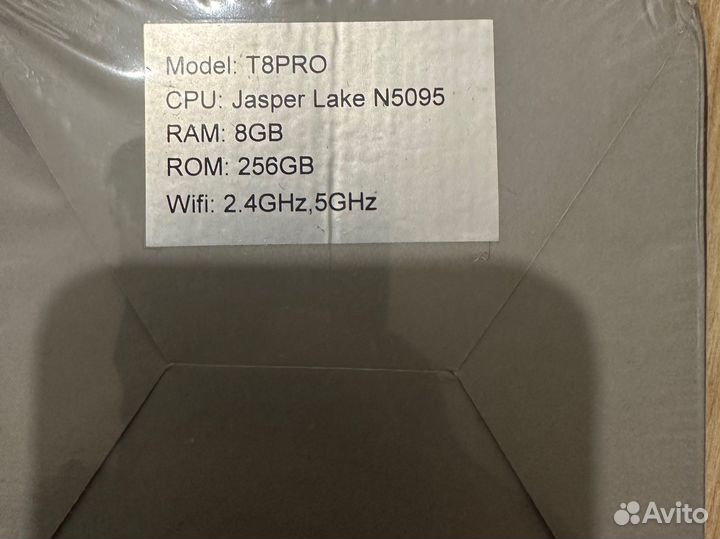 Model: T8PRO
CPU: Jasper Lake N5095
RAM: 8GB
ROM: 256GB
Wifi: 2.4GHz,5GHz
Avito